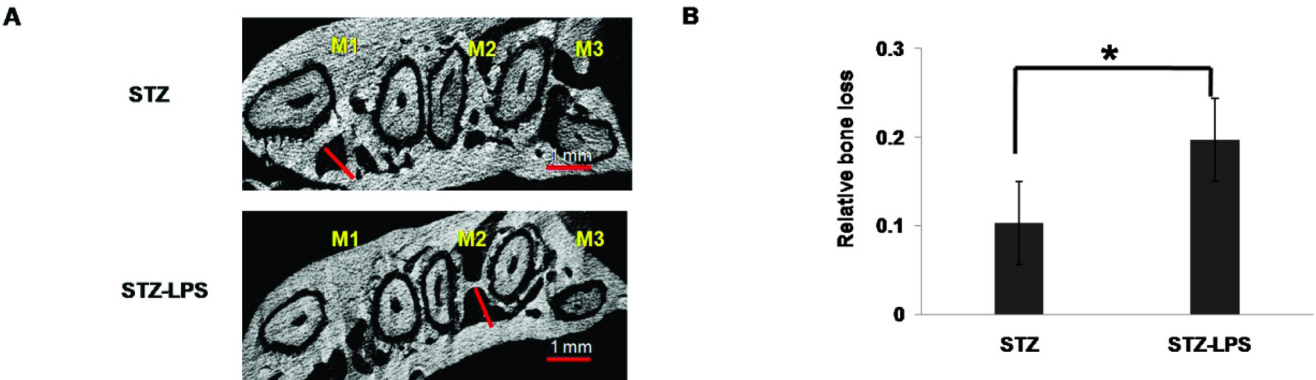 A
STZ
M1 M2 M3
1 mm
STZ-LPS
M1 M2 M3
1 mm
B
Relative bone loss
0.3
0.2
0.1
0
*
STZ STZ-LPS